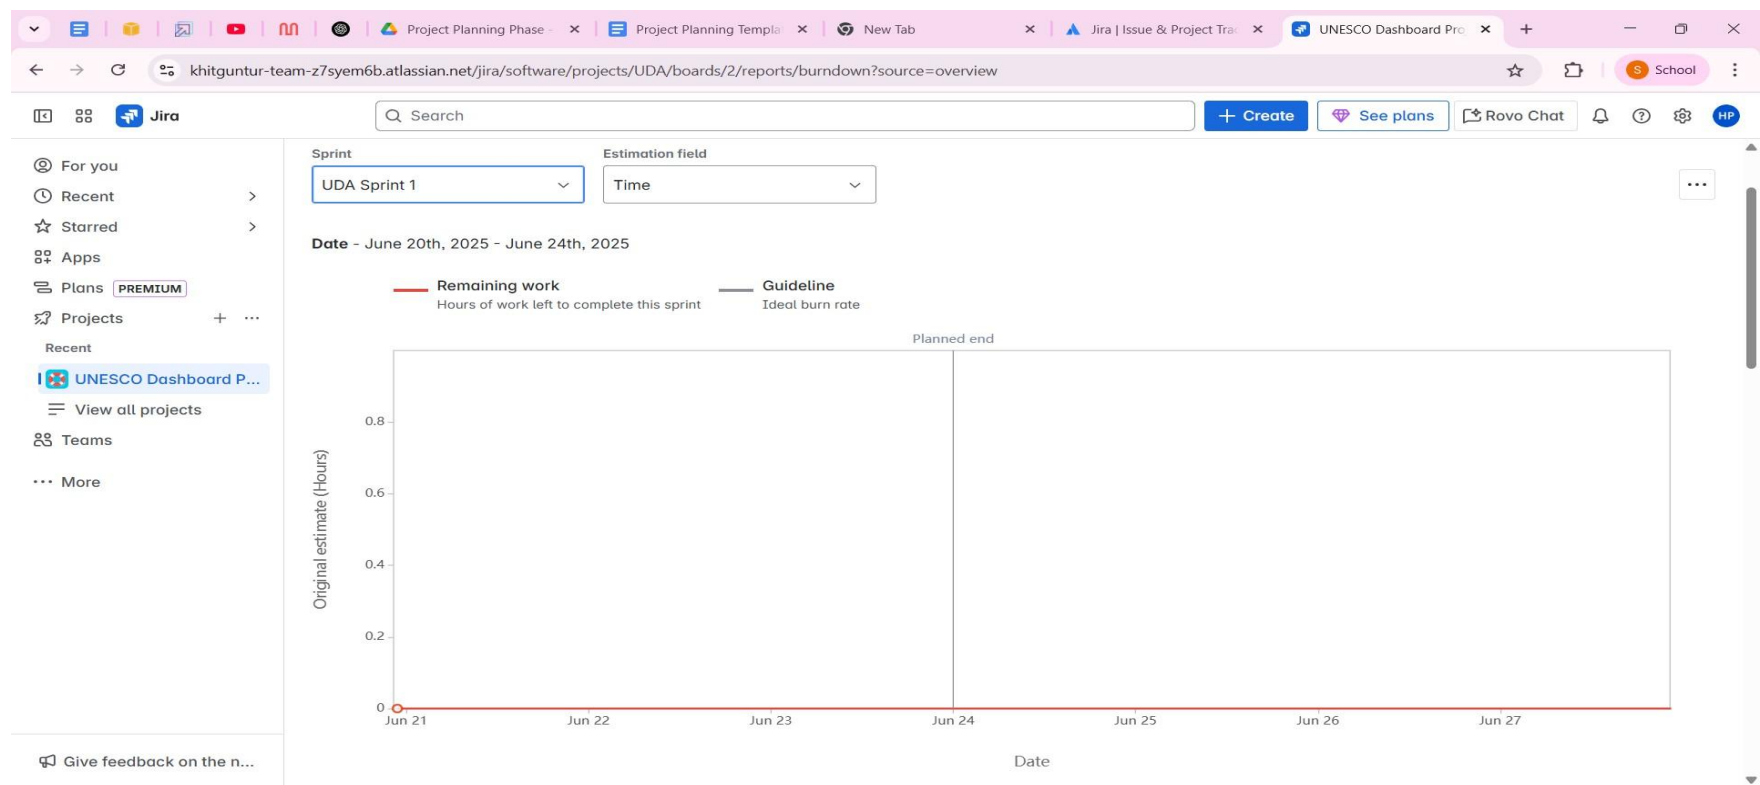 Project Planning Phase -
Project Planning Templa
New Tab
Jira | Issue & Project Trac
UNESCO Dashboard Pro
khitguntur-team-z7syem6b.atlassian.net/jira/software/projects/UDA/boards/2/reports/burndown?source=overview
S School
Jira
Search
+ Create
See plans
Rovo Chat
HP
For you
Recent
Starred
Apps
Plans PREMIUM
Projects
Recent
UNESCO Dashboard P...
View all projects
Teams
More
Give feedback on the n...
Sprint
Estimation field
UDA Sprint 1
Time
Date - June 20th, 2025 - June 24th, 2025
Remaining work
Hours of work left to complete this sprint
Guideline
Ideal burn rate
Planned end
Original estimate (Hours)
0.8
0.6
0.4
0.2
0
Jun 21 Jun 22 Jun 23 Jun 24 Jun 25 Jun 26 Jun 27
Date